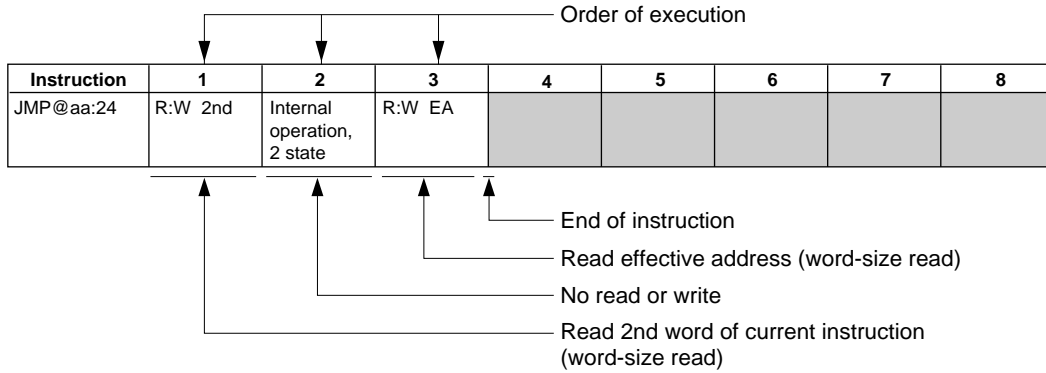 Order of execution
Instruction 1 2 3 4 5 6 7 8
JMP@aa:24 R:W 2nd Internal operation, 2 state R:W EA
End of instruction
Read effective address (word-size read)
No read or write
Read 2nd word of current instruction
(word-size read)